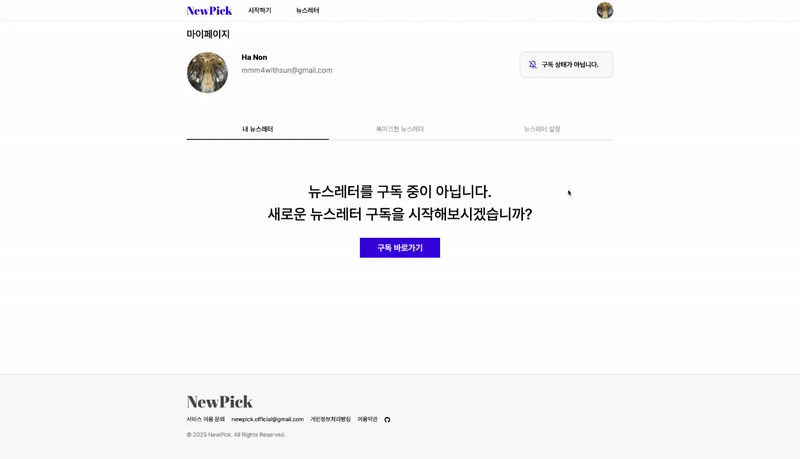 NewPick 시작하기 뉴스레터
마이페이지
Ha Non
mmm4withsun@gmail.com
구독 상태가 아닙니다.
내 뉴스레터 북마크한 뉴스레터 뉴스레터 설정
뉴스레터를 구독 중이 아닙니다.
새로운 뉴스레터 구독을 시작해보시겠습니까?
구독 바로가기
NewPick
서비스 이용 문의 newpick.official@gmail.com 개인정보처리방침 이용약관
© 2025 NewPick. All Rights Reserved.